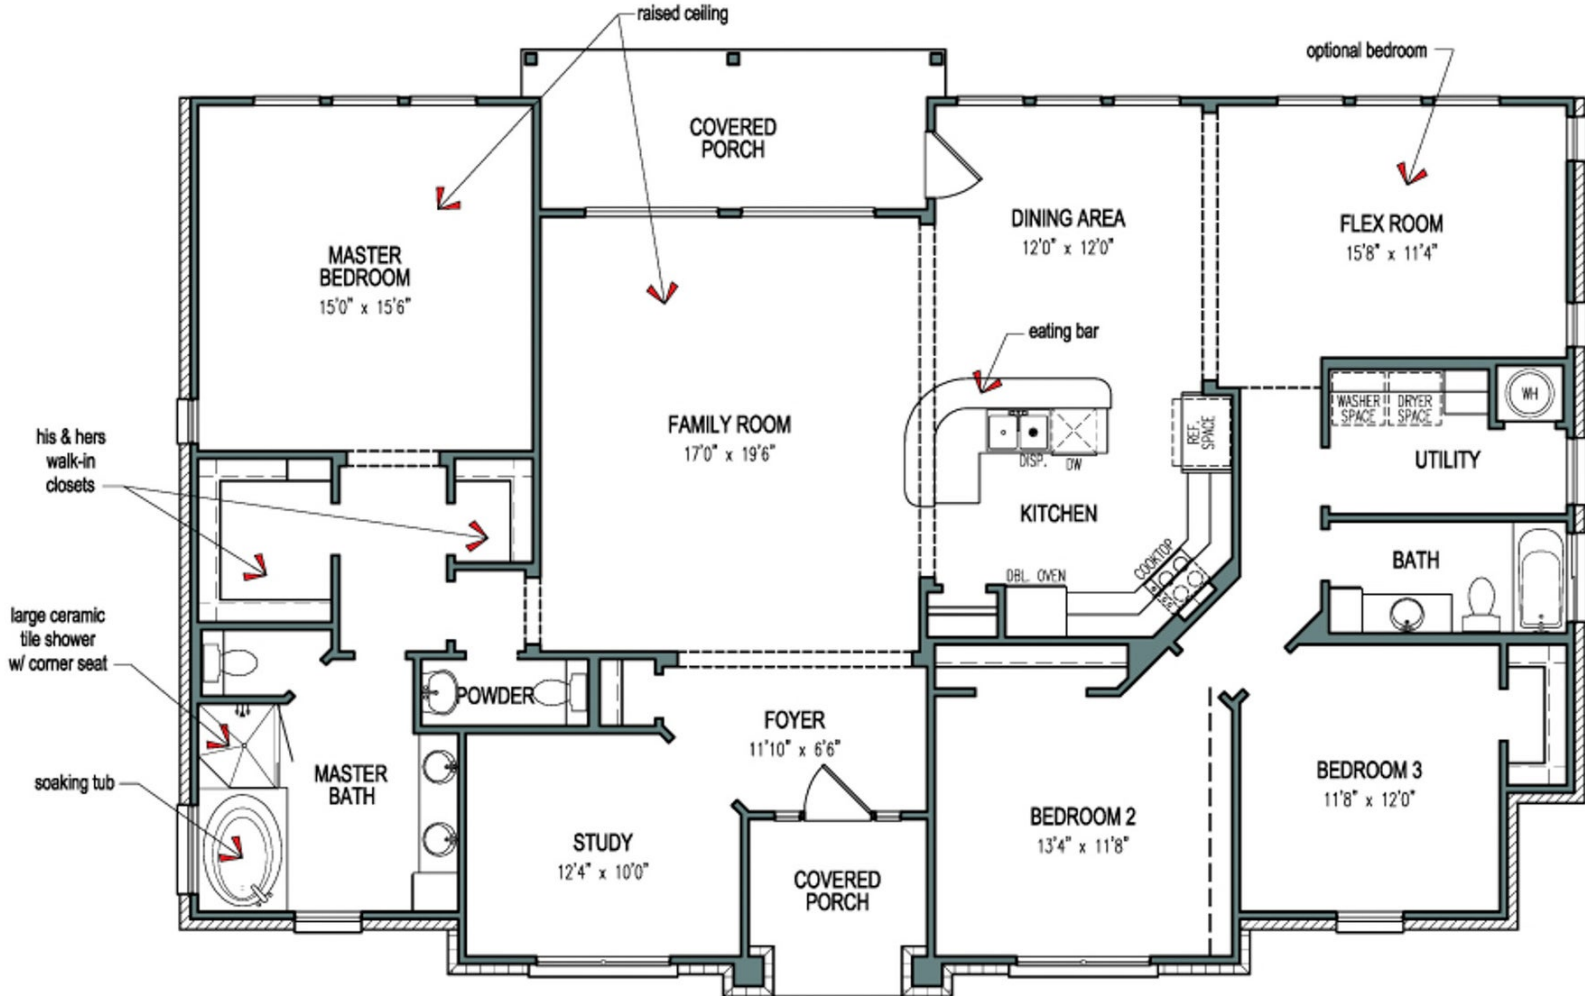 raised ceiling
optional bedroom
COVERED
PORCH
MASTER
BEDROOM
15'0" x 15'6"
DINING AREA
12'0" x 12'0"
FLEX ROOM
15'8" x 11'4"
eating bar
FAMILY ROOM
17'0" x 19'6"
his & hers
walk-in
closets
DISP.
DW
REF.
SPACE
WASHER
SPACE
DRYER
SPACE
WH
UTILITY
KITCHEN
DBL. OVEN
COOKTOP
BATH
large ceramic
tile shower
w/ corner seat
soaking tub
MASTER
BATH
POWDER
FOYER
11'10" x 6'6"
STUDY
12'4" x 10'0"
COVERED
PORCH
BEDROOM 2
13'4" x 11'8"
BEDROOM 3
11'8" x 12'0"